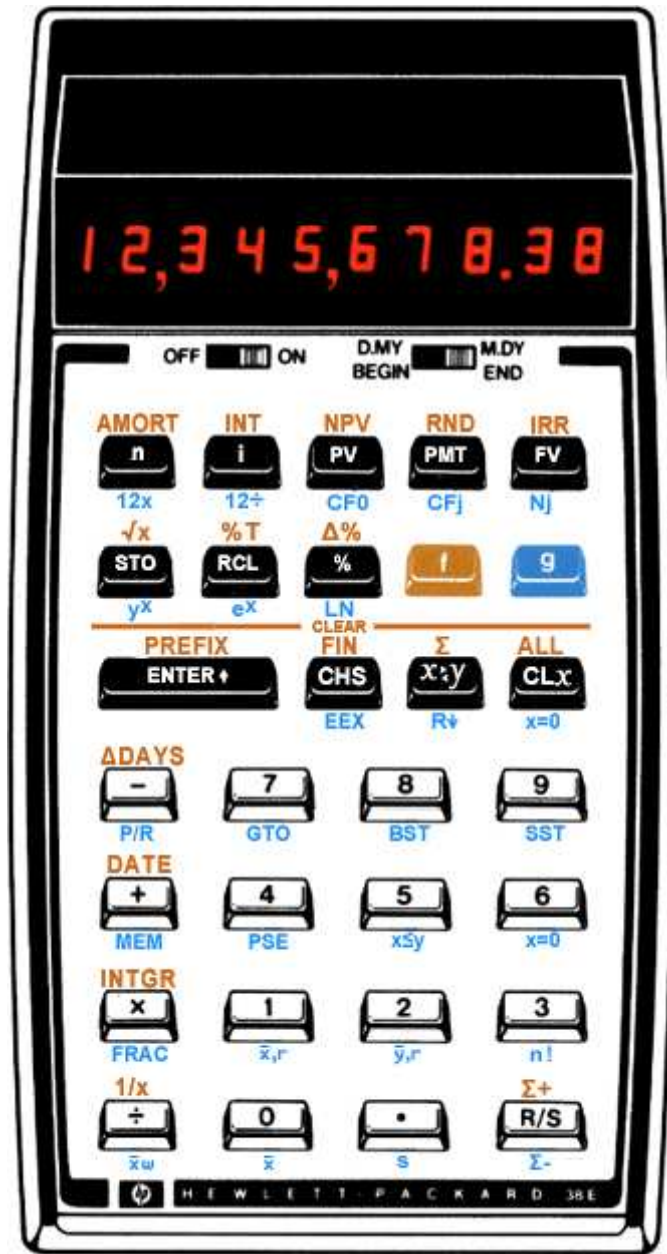 12,345,678.38
OFF ON D.MY M.DY
BEGIN END
AMORT INT NPV RND IRR
n i PV PMT FV
12x 12÷ CF0 CFj Nj
√x %T Δ%
STO RCL % f g
yx ex LN
CLEAR
PREFIX FIN Σ ALL
ENTER↑ CHS x↔y CLx
EEX R↓ x=0
ΔDAYS
− 7 8 9
P/R GTO BST SST
DATE
+ 4 5 6
MEM PSE x≤y x=0
INTGR
× 1 2 3
FRAC x̄,r ȳ,r n!
1/x Σ+
÷ 0 • R/S
x̄w x̄ s Σ-
hp HEWLETT·PACKARD 38E